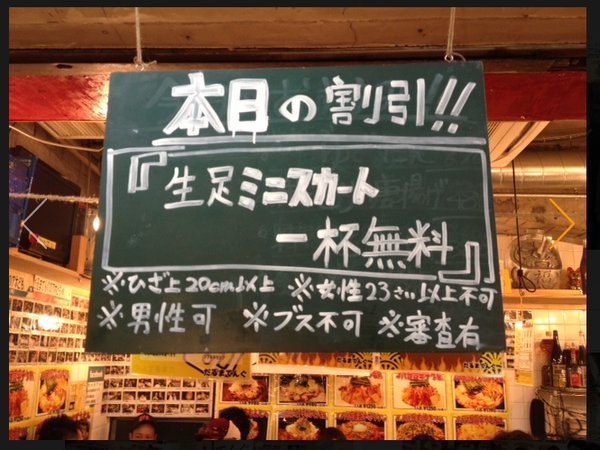 本日の割引!!
『生足ミニスカート
一杯無料』
※ひざ上20cm以上 ※女性23さい以上不可
※男性可 ※ブス不可 ※審査有